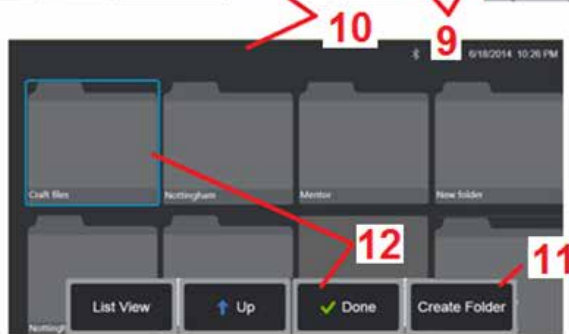 10
9
6/18/2014 10:26 PM
Craft files
Nottingham
Mentor
New folder
12
11
List View
Up
Done
Create Folder